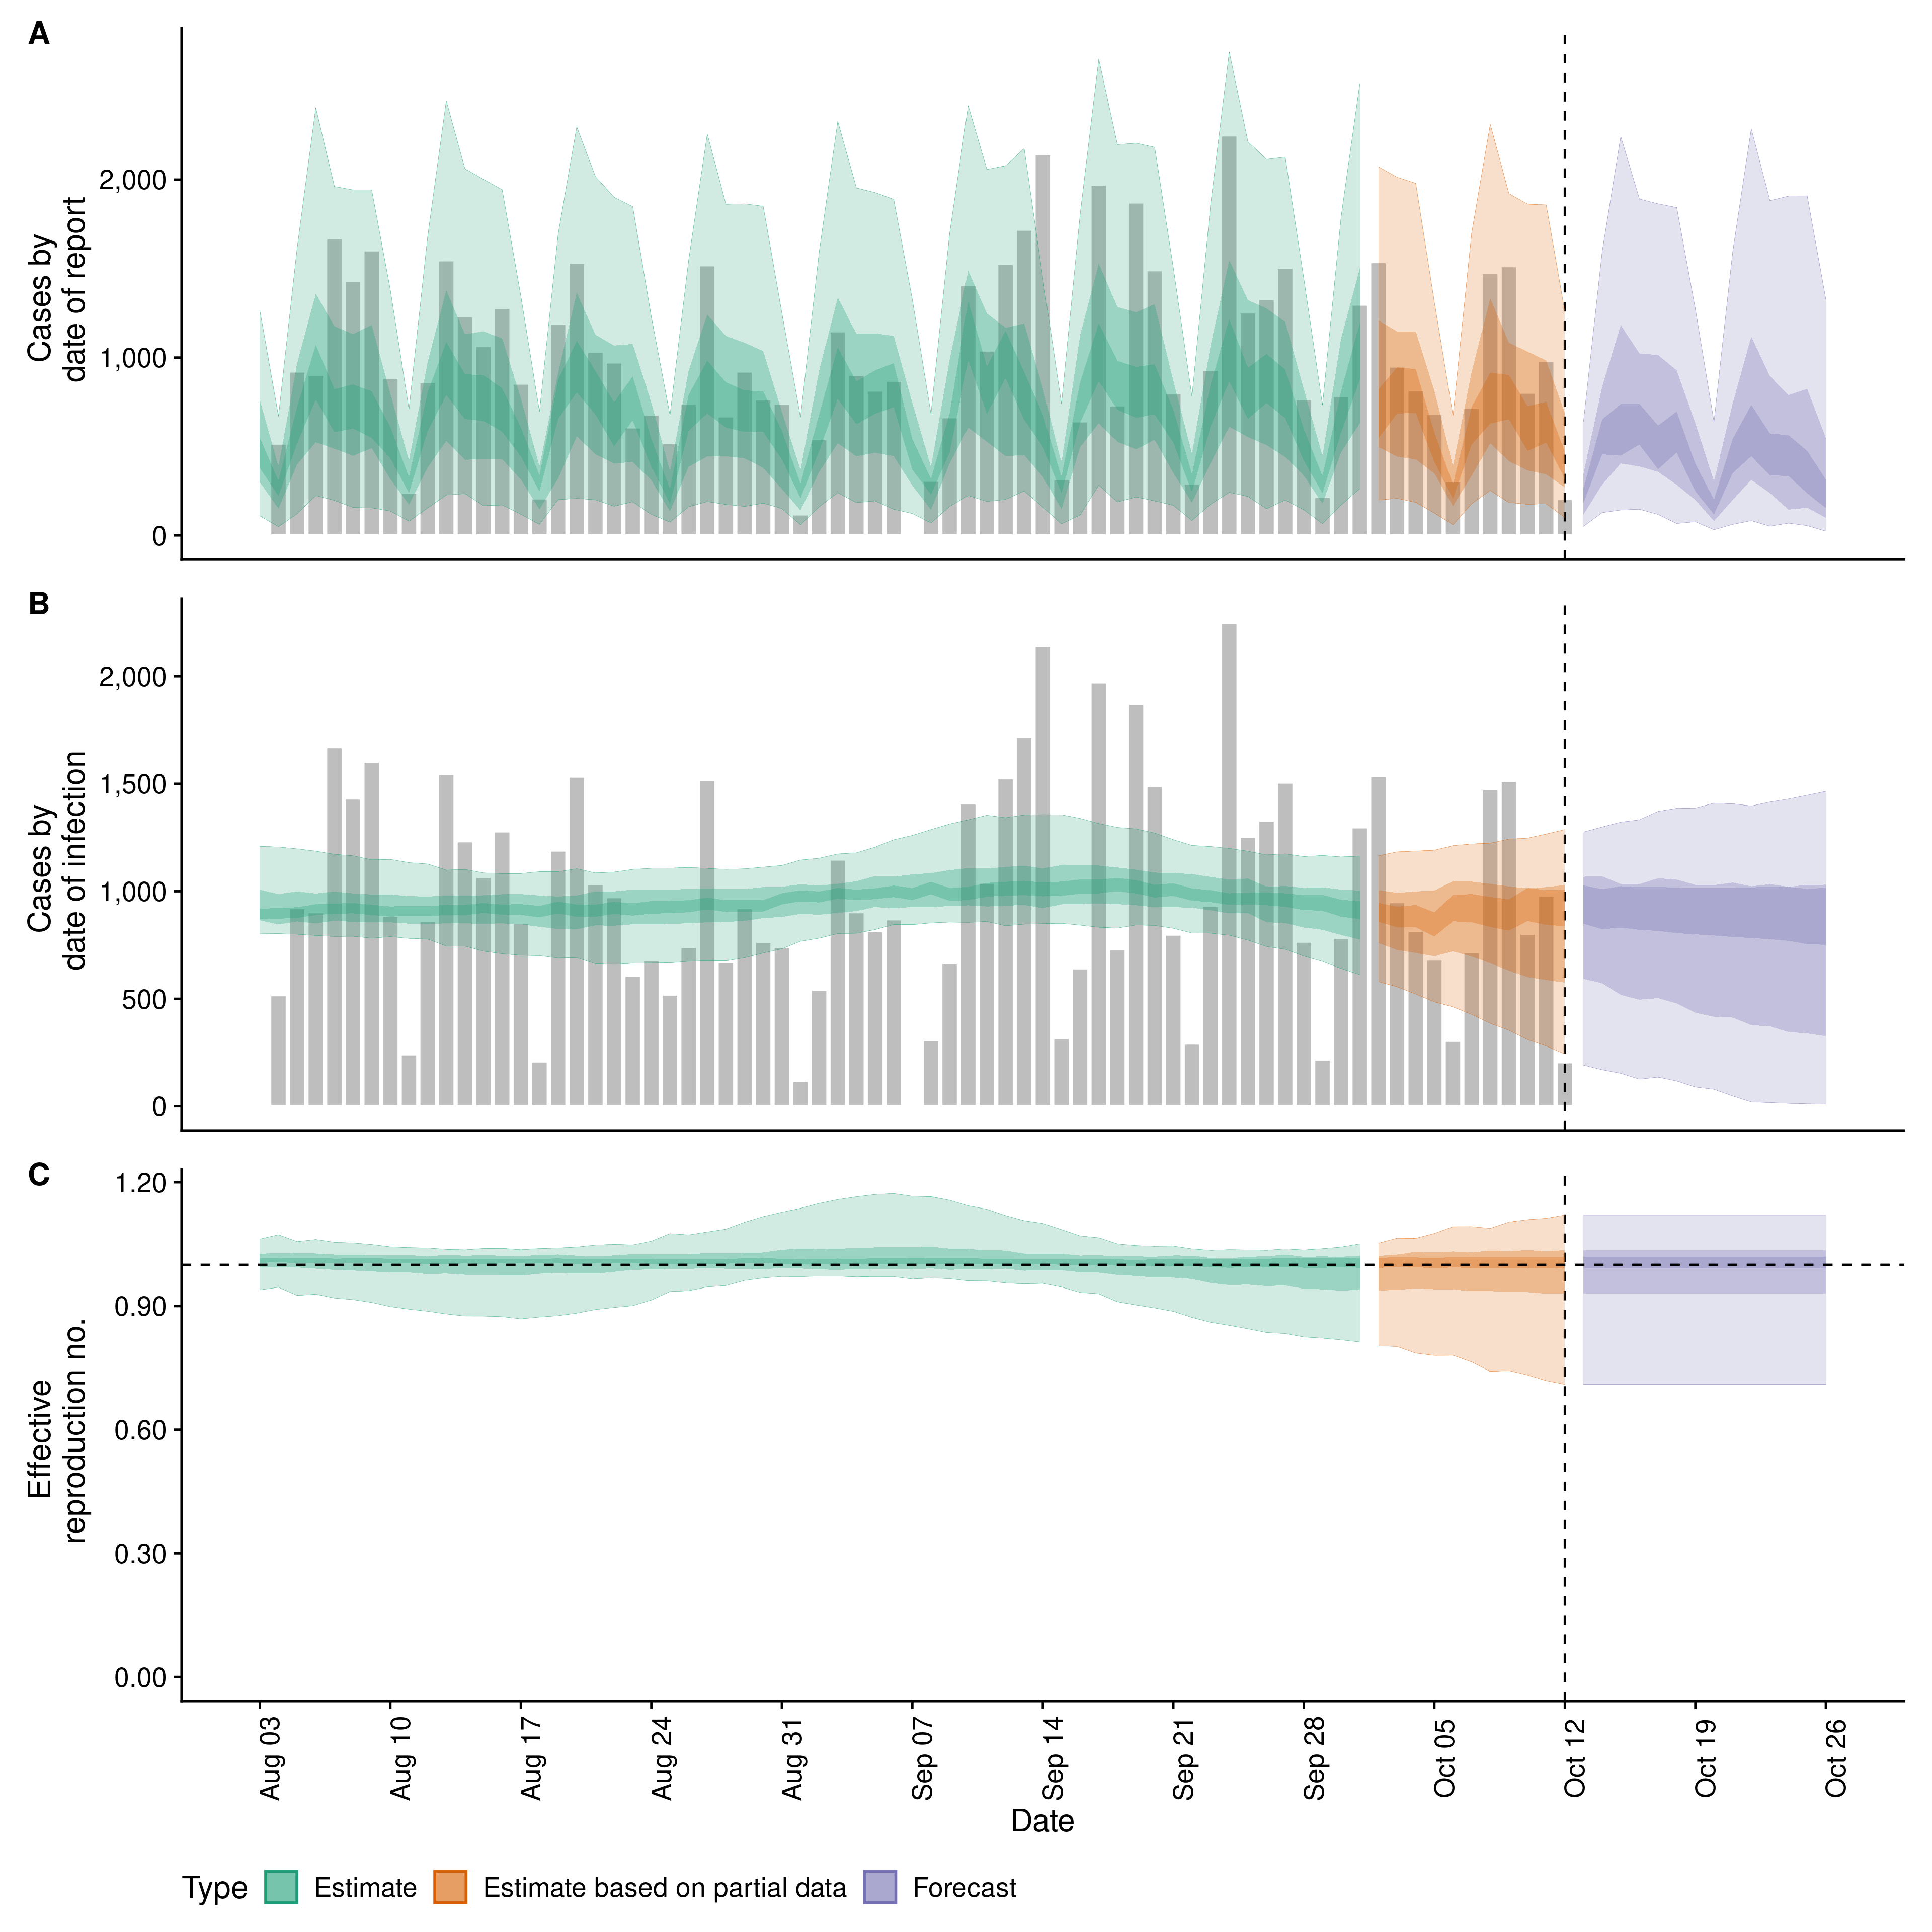 A
Cases by
date of report
2,000
1,000
0
B
Cases by
date of infection
2,000
1,500
1,000
500
0
C
Effective
reproduction no.
1.20
0.90
0.60
0.30
0.00
Aug 03
Aug 10
Aug 17
Aug 24
Aug 31
Sep 07
Sep 14
Sep 21
Sep 28
Oct 05
Oct 12
Oct 19
Oct 26
Date
Type Estimate Estimate based on partial data Forecast